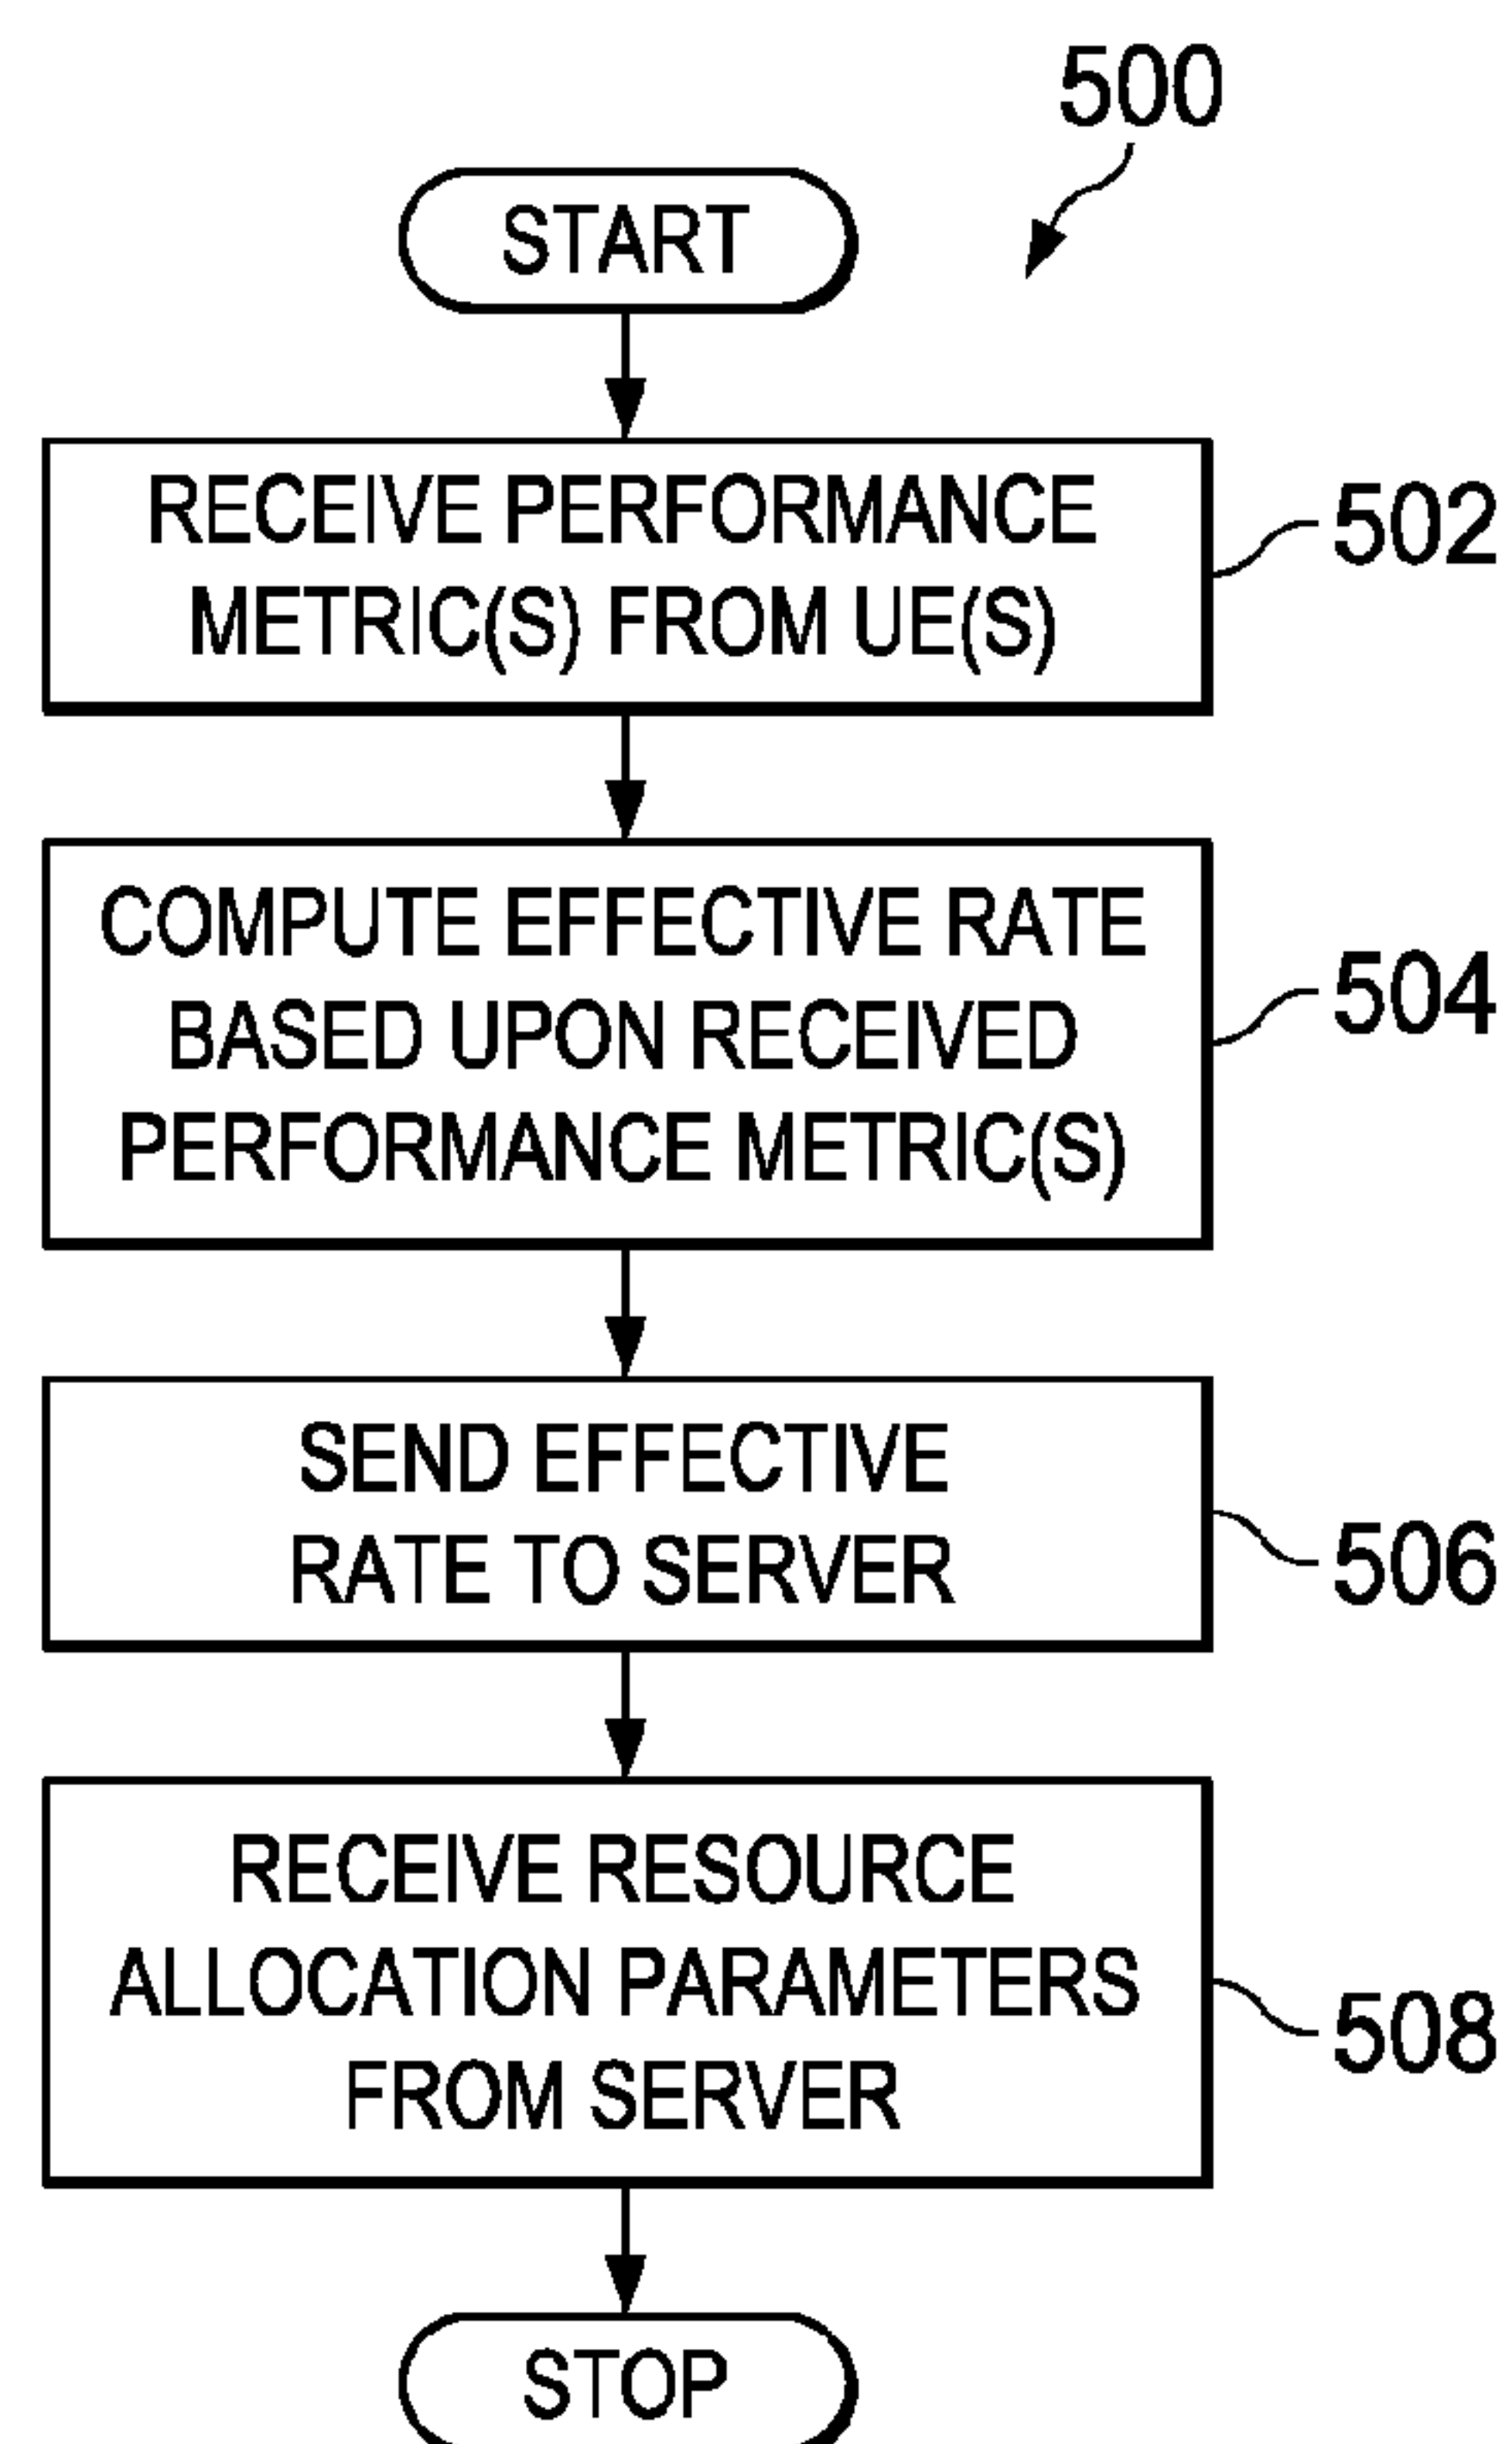 500
START
RECEIVE PERFORMANCE
METRIC(S) FROM UE(S)
502
COMPUTE EFFECTIVE RATE
BASED UPON RECEIVED
PERFORMANCE METRIC(S)
504
SEND EFFECTIVE
RATE TO SERVER
506
RECEIVE RESOURCE
ALLOCATION PARAMETERS
FROM SERVER
508
STOP